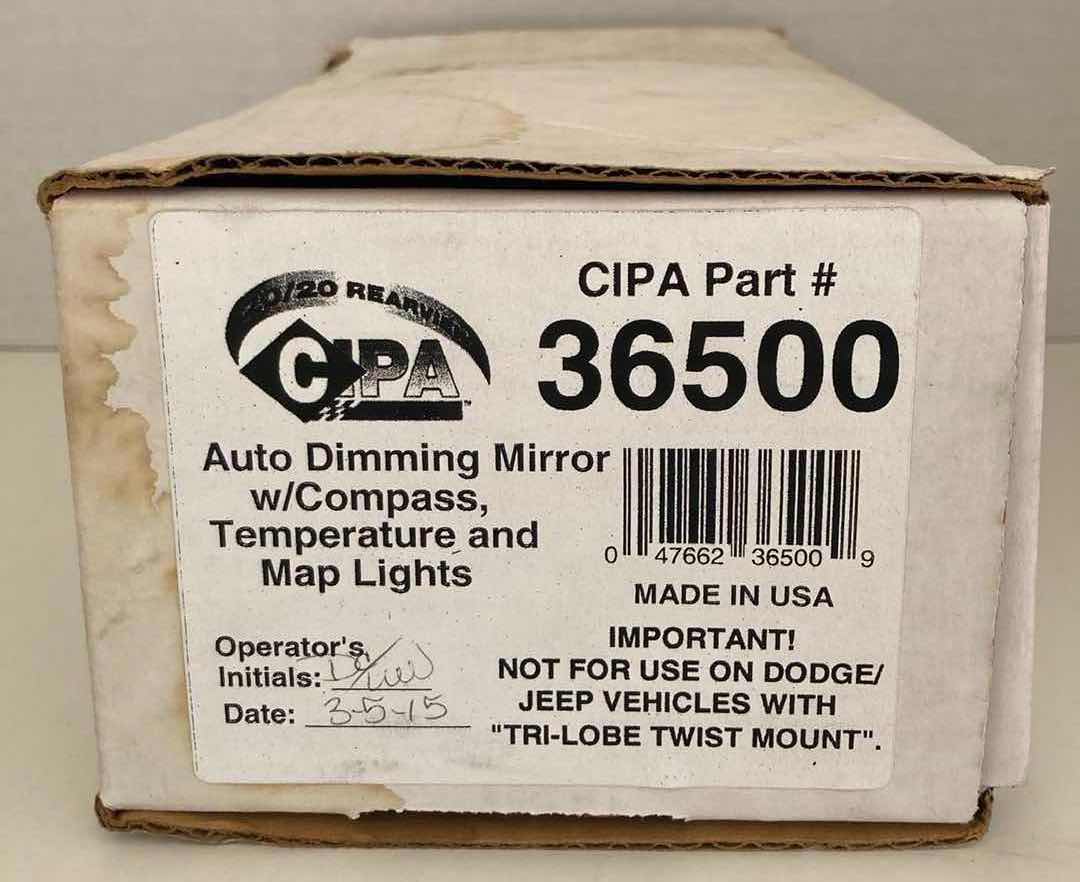 20/20 REARVIEW
CIPA
CIPA Part #
36500
Auto Dimming Mirror
w/Compass,
Temperature and
Map Lights
0 47662 36500 9
MADE IN USA
IMPORTANT!
NOT FOR USE ON DODGE/
JEEP VEHICLES WITH
"TRI-LOBE TWIST MOUNT".
Operator's
Initials:
Date: 3-5-15